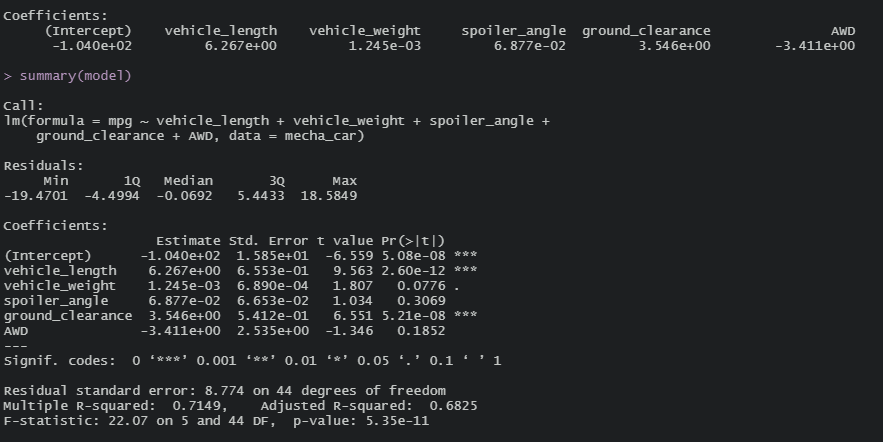 Coefficients:
(Intercept) vehicle_length vehicle_weight spoiler_angle ground_clearance AWD
-1.040e+02 6.267e+00 1.245e-03 6.877e-02 3.546e+00 -3.411e+00
> summary(model)
Call:
lm(formula = mpg ~ vehicle_length + vehicle_weight + spoiler_angle +
ground_clearance + AWD, data = mecha_car)
Residuals:
Min 1Q Median 3Q Max
-19.4701 -4.4994 -0.0692 5.4433 18.5849
Coefficients:
Estimate Std. Error t value Pr(>|t|)
(Intercept) -1.040e+02 1.585e+01 -6.559 5.08e-08 ***
vehicle_length 6.267e+00 6.553e-01 9.563 2.60e-12 ***
vehicle_weight 1.245e-03 6.890e-04 1.807 0.0776 .
spoiler_angle 6.877e-02 6.653e-02 1.034 0.3069
ground_clearance 3.546e+00 5.412e-01 6.551 5.21e-08 ***
AWD -3.411e+00 2.535e+00 -1.346 0.1852
---
Signif. codes: 0 ‘***’ 0.001 ‘**’ 0.01 ‘*’ 0.05 ‘.’ 0.1 ‘ ’ 1
Residual standard error: 8.774 on 44 degrees of freedom
Multiple R-squared: 0.7149, Adjusted R-squared: 0.6825
F-statistic: 22.07 on 5 and 44 DF, p-value: 5.35e-11